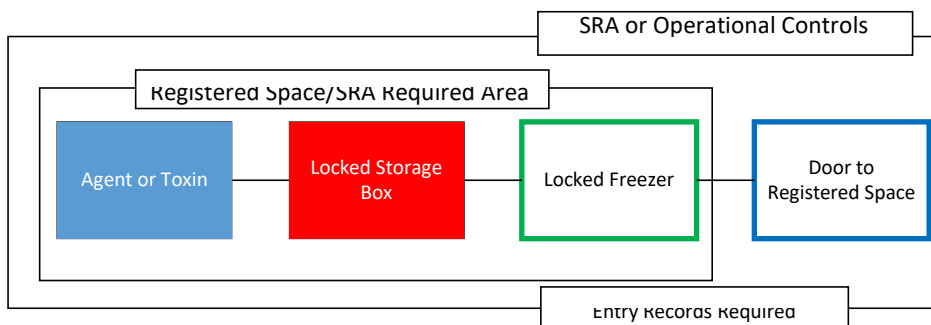 SRA or Operational Controls
Registered Space/SRA Required Area
Agent or Toxin
Locked Storage
Box
Locked Freezer
Door to
Registered Space
Entry Records Required